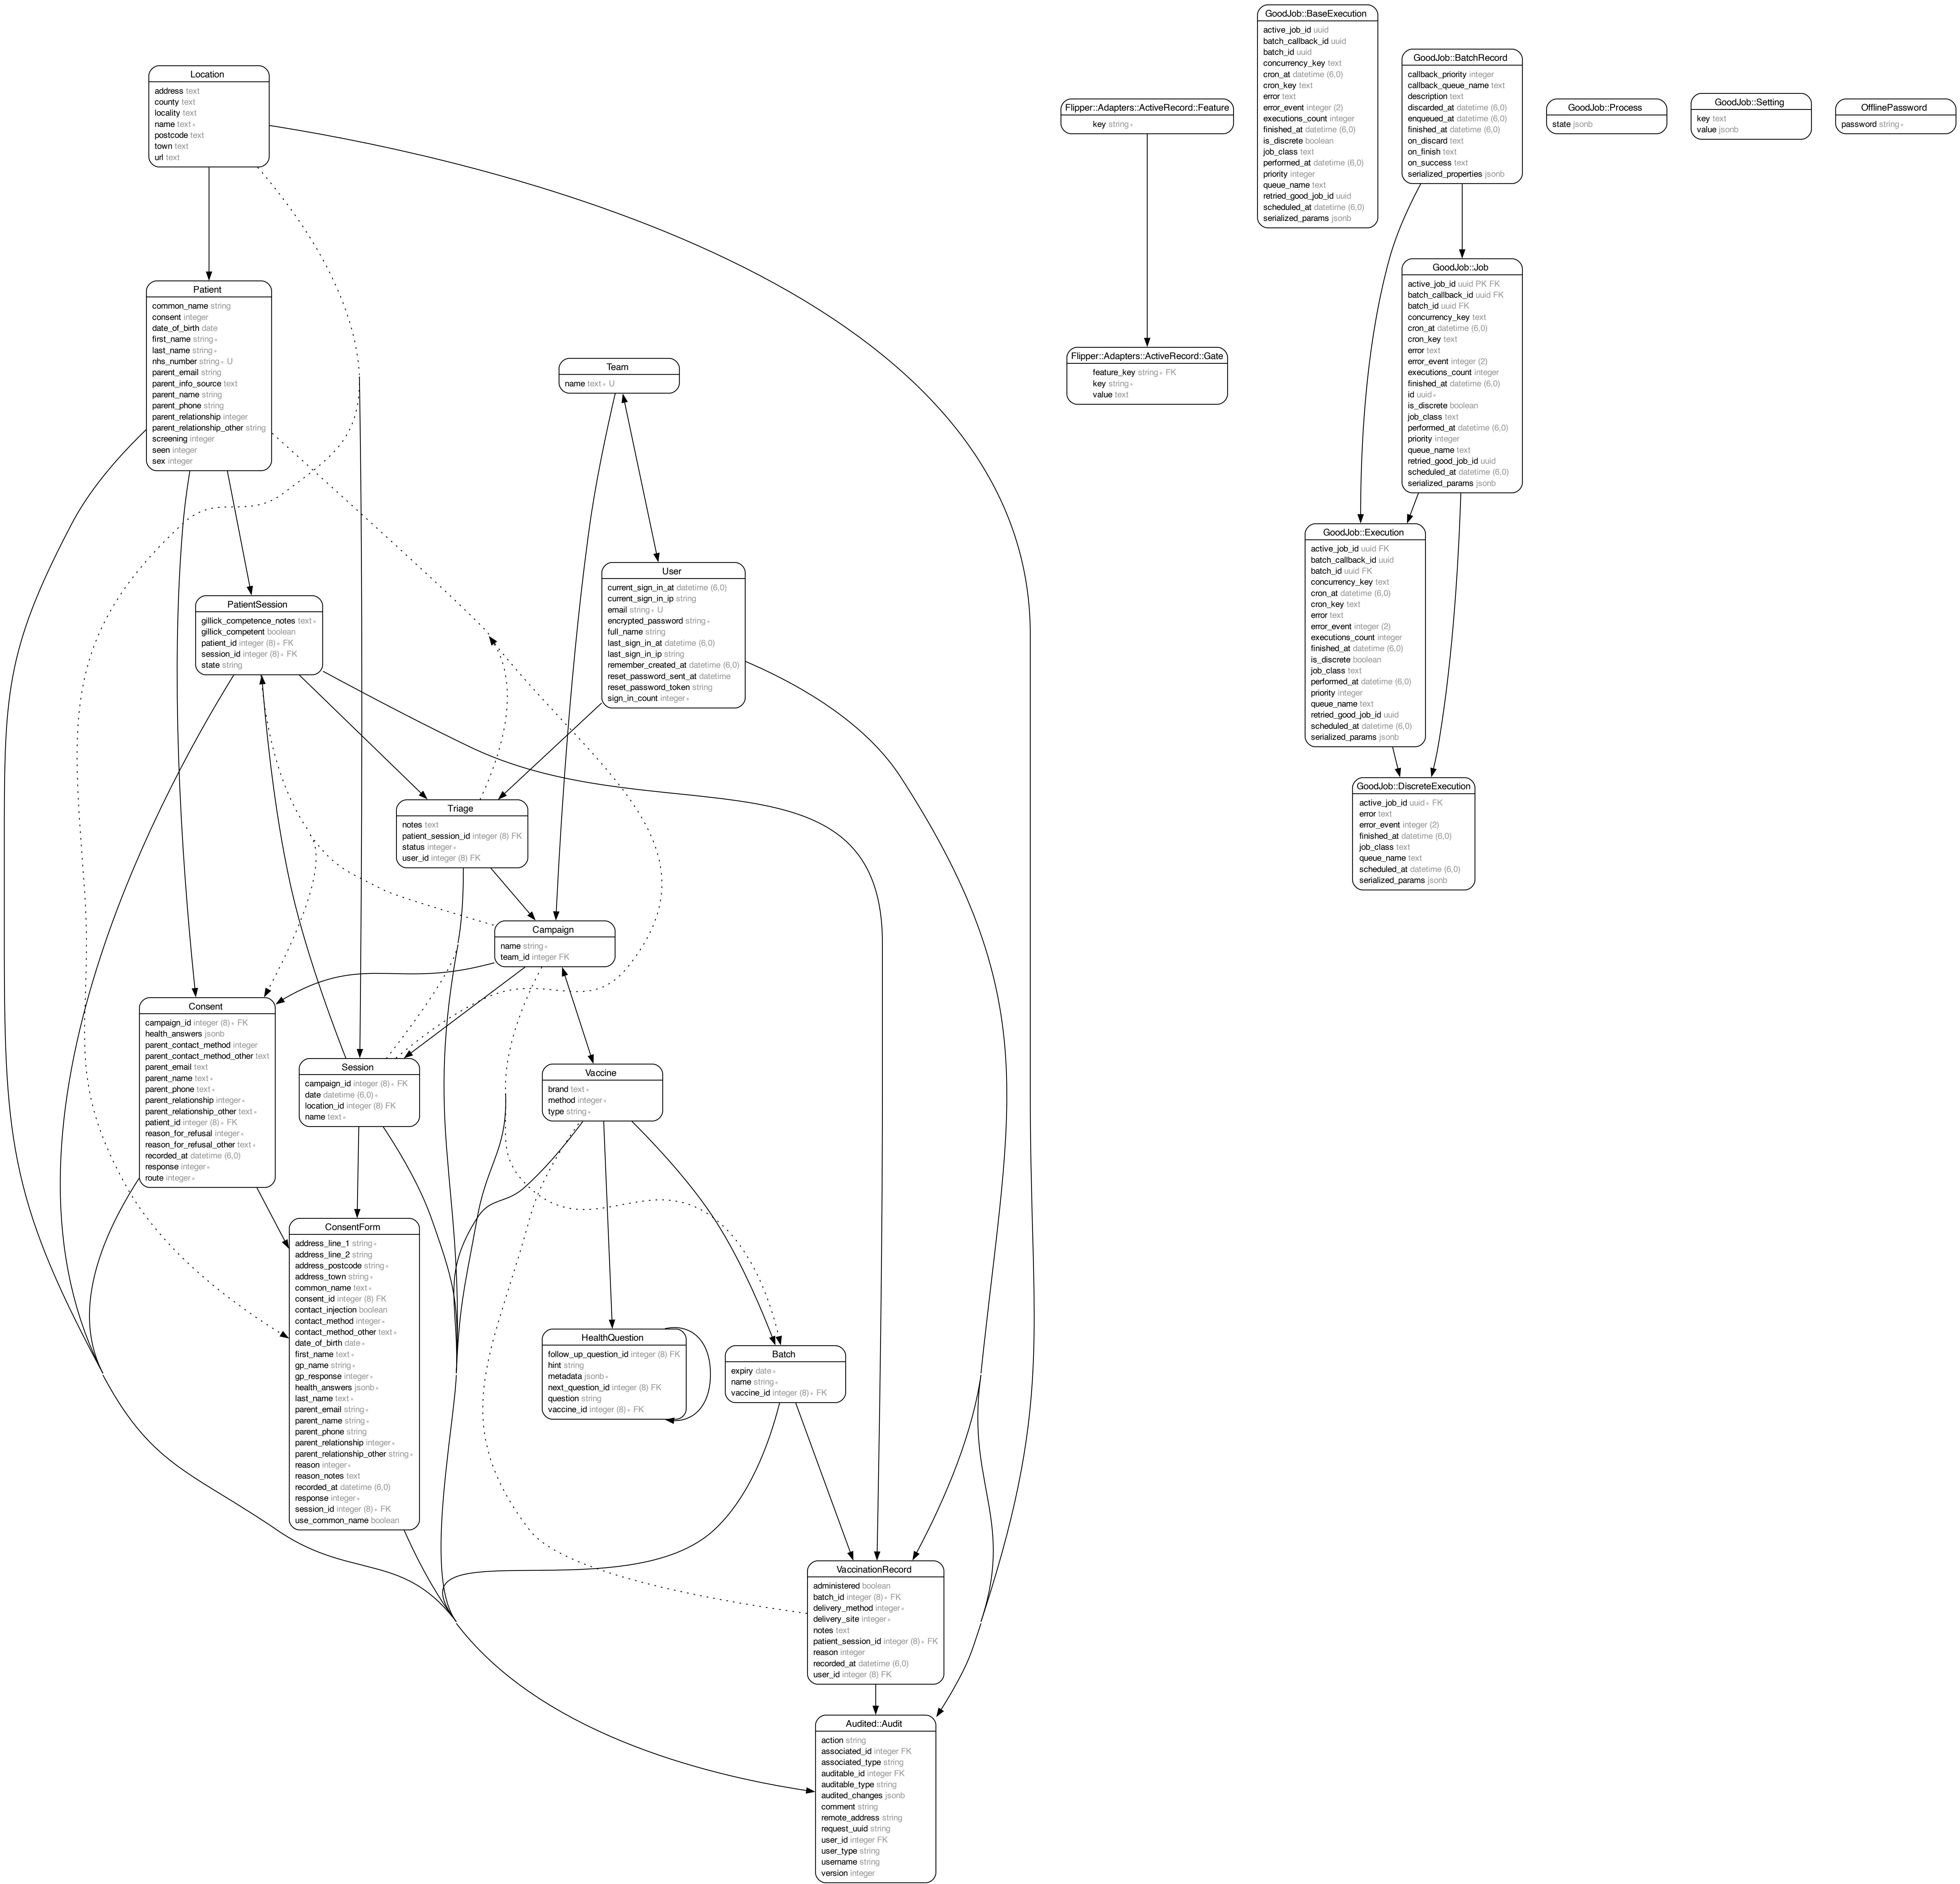 Location
address text
county text
locality text
name text ∗
postcode text
town text
url text
Patient
common_name string
consent integer
date_of_birth date
first_name string ∗
last_name string ∗
nhs_number string ∗ U
parent_email string
parent_info_source text
parent_name string
parent_phone string
parent_relationship integer
parent_relationship_other string
screening integer
seen integer
sex integer
Team
name text ∗ U
User
current_sign_in_at datetime (6,0)
current_sign_in_ip string
email string ∗ U
encrypted_password string ∗
full_name string
last_sign_in_at datetime (6,0)
last_sign_in_ip string
remember_created_at datetime (6,0)
reset_password_sent_at datetime
reset_password_token string
sign_in_count integer ∗
PatientSession
gillick_competence_notes text ∗
gillick_competent boolean
patient_id integer (8) ∗ FK
session_id integer (8) ∗ FK
state string
Triage
notes text
patient_session_id integer (8) FK
status integer ∗
user_id integer (8) FK
Campaign
name string ∗
team_id integer FK
Consent
campaign_id integer (8) ∗ FK
health_answers jsonb
parent_contact_method integer
parent_contact_method_other text
parent_email text
parent_name text ∗
parent_phone text ∗
parent_relationship integer ∗
parent_relationship_other text ∗
patient_id integer (8) ∗ FK
reason_for_refusal integer ∗
reason_for_refusal_other text ∗
recorded_at datetime (6,0)
response integer ∗
route integer ∗
Session
campaign_id integer (8) ∗ FK
date datetime (6,0) ∗
location_id integer (8) FK
name text ∗
Vaccine
brand text ∗
method integer ∗
type string ∗
ConsentForm
address_line_1 string ∗
address_line_2 string
address_postcode string ∗
address_town string ∗
common_name text ∗
consent_id integer (8) FK
contact_injection boolean
contact_method integer ∗
contact_method_other text ∗
date_of_birth date ∗
first_name text ∗
gp_name string ∗
gp_response integer ∗
health_answers jsonb ∗
last_name text ∗
parent_email string ∗
parent_name string ∗
parent_phone string
parent_relationship integer ∗
parent_relationship_other string ∗
reason integer ∗
reason_notes text
recorded_at datetime (6,0)
response integer ∗
session_id integer (8) ∗ FK
use_common_name boolean
HealthQuestion
follow_up_question_id integer (8) FK
hint string
metadata jsonb ∗
next_question_id integer (8) FK
question string
vaccine_id integer (8) ∗ FK
Batch
expiry date ∗
name string ∗
vaccine_id integer (8) ∗ FK
VaccinationRecord
administered boolean
batch_id integer (8) ∗ FK
delivery_method integer ∗
delivery_site integer ∗
notes text
patient_session_id integer (8) ∗ FK
reason integer
recorded_at datetime (6,0)
user_id integer (8) FK
Audited::Audit
action string
associated_id integer FK
associated_type string
auditable_id integer FK
auditable_type string
audited_changes jsonb
comment string
remote_address string
request_uuid string
user_id integer FK
user_type string
username string
version integer
Flipper::Adapters::ActiveRecord::Feature
key string ∗
Flipper::Adapters::ActiveRecord::Gate
feature_key string ∗ FK
key string ∗
value text
GoodJob::BaseExecution
active_job_id uuid
batch_callback_id uuid
batch_id uuid
concurrency_key text
cron_at datetime (6,0)
cron_key text
error text
error_event integer (2)
executions_count integer
finished_at datetime (6,0)
is_discrete boolean
job_class text
performed_at datetime (6,0)
priority integer
queue_name text
retried_good_job_id uuid
scheduled_at datetime (6,0)
serialized_params jsonb
GoodJob::BatchRecord
callback_priority integer
callback_queue_name text
description text
discarded_at datetime (6,0)
enqueued_at datetime (6,0)
finished_at datetime (6,0)
on_discard text
on_finish text
on_success text
serialized_properties jsonb
GoodJob::Process
state jsonb
GoodJob::Setting
key text
value jsonb
OfflinePassword
password string ∗
GoodJob::Job
active_job_id uuid PK FK
batch_callback_id uuid FK
batch_id uuid FK
concurrency_key text
cron_at datetime (6,0)
cron_key text
error text
error_event integer (2)
executions_count integer
finished_at datetime (6,0)
id uuid ∗
is_discrete boolean
job_class text
performed_at datetime (6,0)
priority integer
queue_name text
retried_good_job_id uuid
scheduled_at datetime (6,0)
serialized_params jsonb
GoodJob::Execution
active_job_id uuid FK
batch_callback_id uuid
batch_id uuid FK
concurrency_key text
cron_at datetime (6,0)
cron_key text
error text
error_event integer (2)
executions_count integer
finished_at datetime (6,0)
is_discrete boolean
job_class text
performed_at datetime (6,0)
priority integer
queue_name text
retried_good_job_id uuid
scheduled_at datetime (6,0)
serialized_params jsonb
GoodJob::DiscreteExecution
active_job_id uuid ∗ FK
error text
error_event integer (2)
finished_at datetime (6,0)
job_class text
queue_name text
scheduled_at datetime (6,0)
serialized_params jsonb